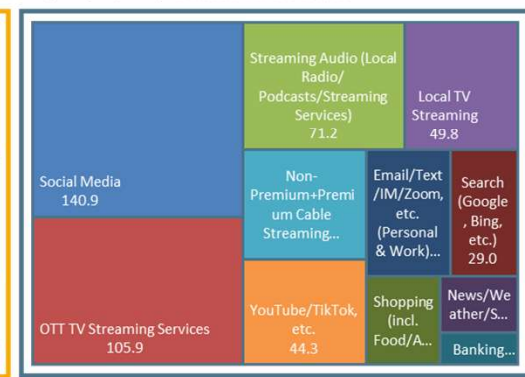 Social Media
140.9
OTT TV Streaming Services
105.9
Streaming Audio (Local
Radio/
Podcasts/Streaming
Services)
71.2
Local TV
Streaming
49.8
Non-
Premium+Premi
um Cable
Streaming...
YouTube/TikTok,
etc.
44.3
Email/Text
/IM/Zoom,
etc.
(Personal
& Work)...
Search
(Google
, Bing,
etc.)
29.0
Shopping
(incl.
Food/A...
News/We
ather/S...
Banking...